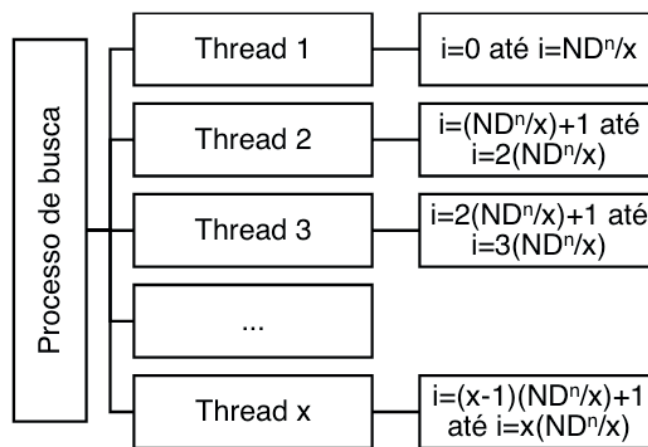 Processo de busca
Thread 1
i=0 até i=NDⁿ/x
Thread 2
i=(NDⁿ/x)+1 até
i=2(NDⁿ/x)
Thread 3
i=2(NDⁿ/x)+1 até
i=3(NDⁿ/x)
...
Thread x
i=(x-1)(NDⁿ/x)+1
até i=x(NDⁿ/x)